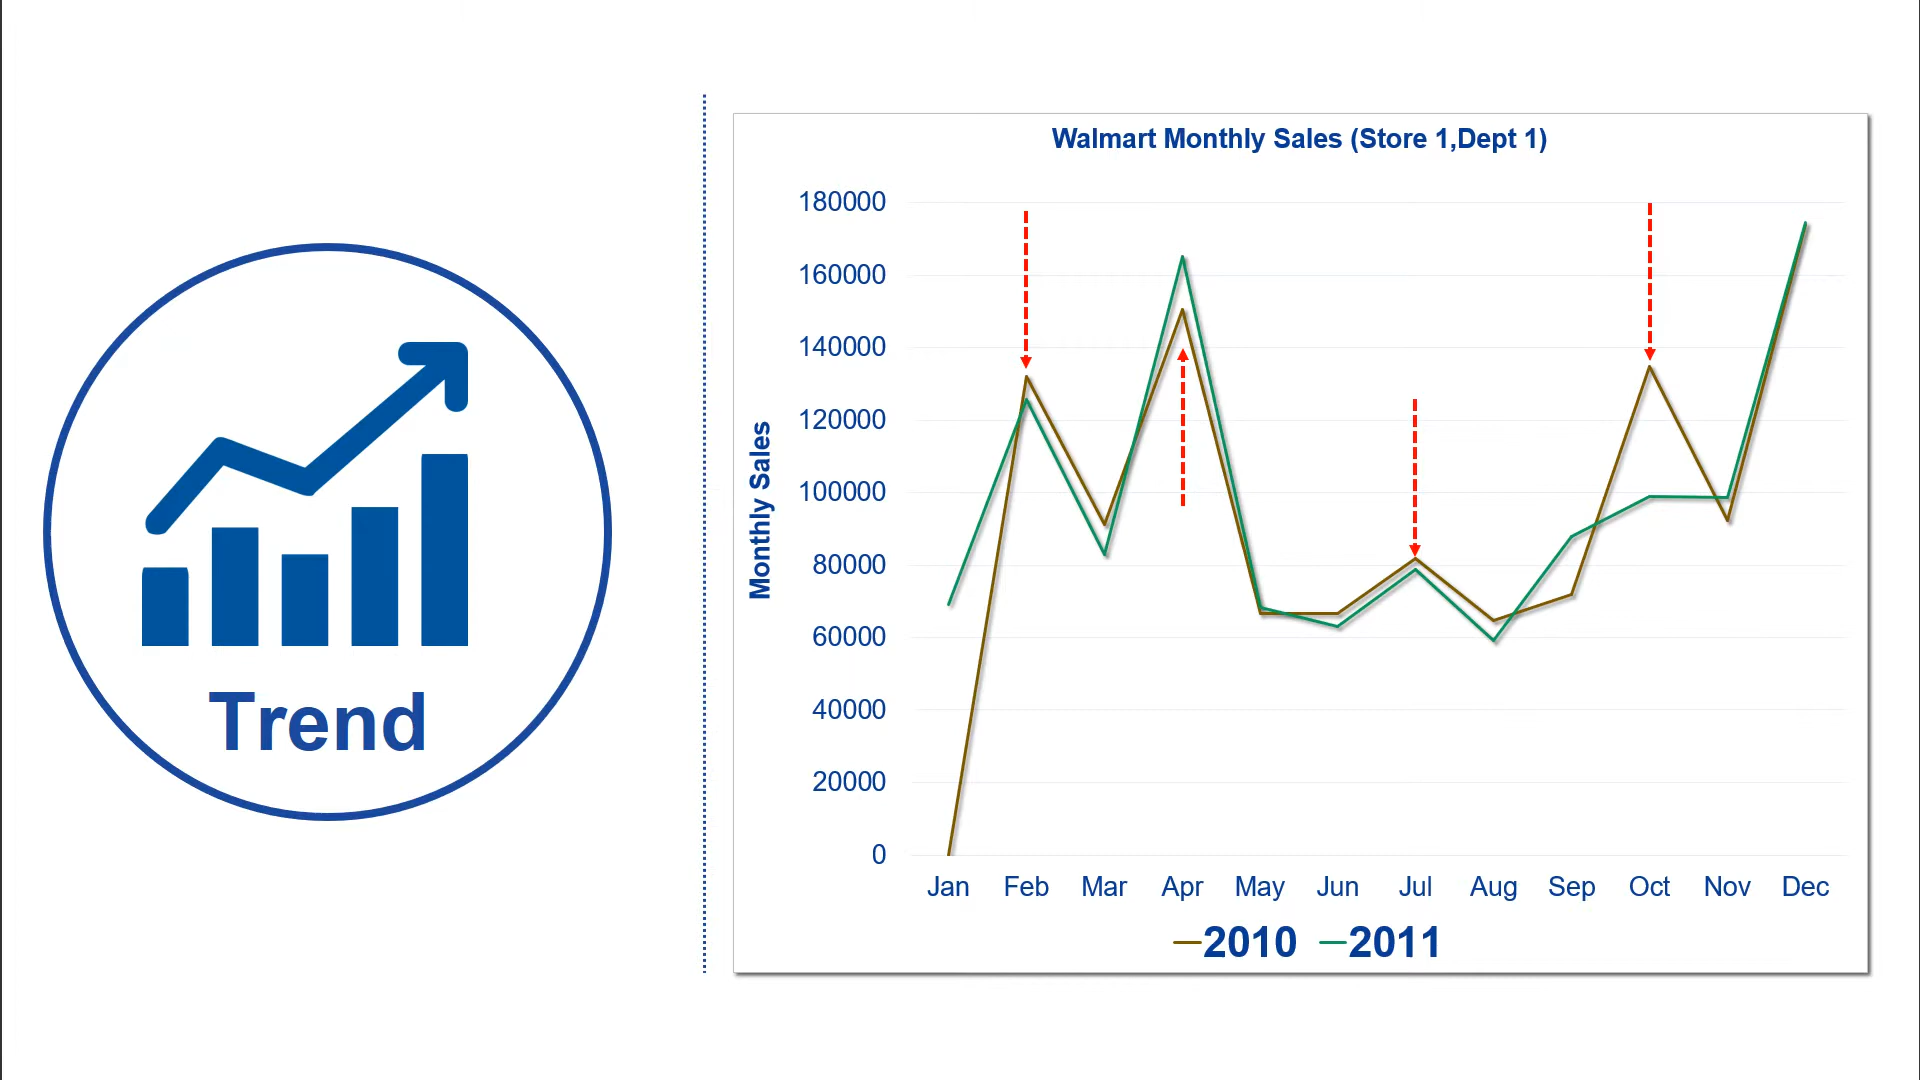 Trend
Walmart Monthly Sales (Store 1,Dept 1)
Monthly Sales
180000
160000
140000
120000
100000
80000
60000
40000
20000
0
Jan Feb Mar Apr May Jun Jul Aug Sep Oct Nov Dec
2010 2011